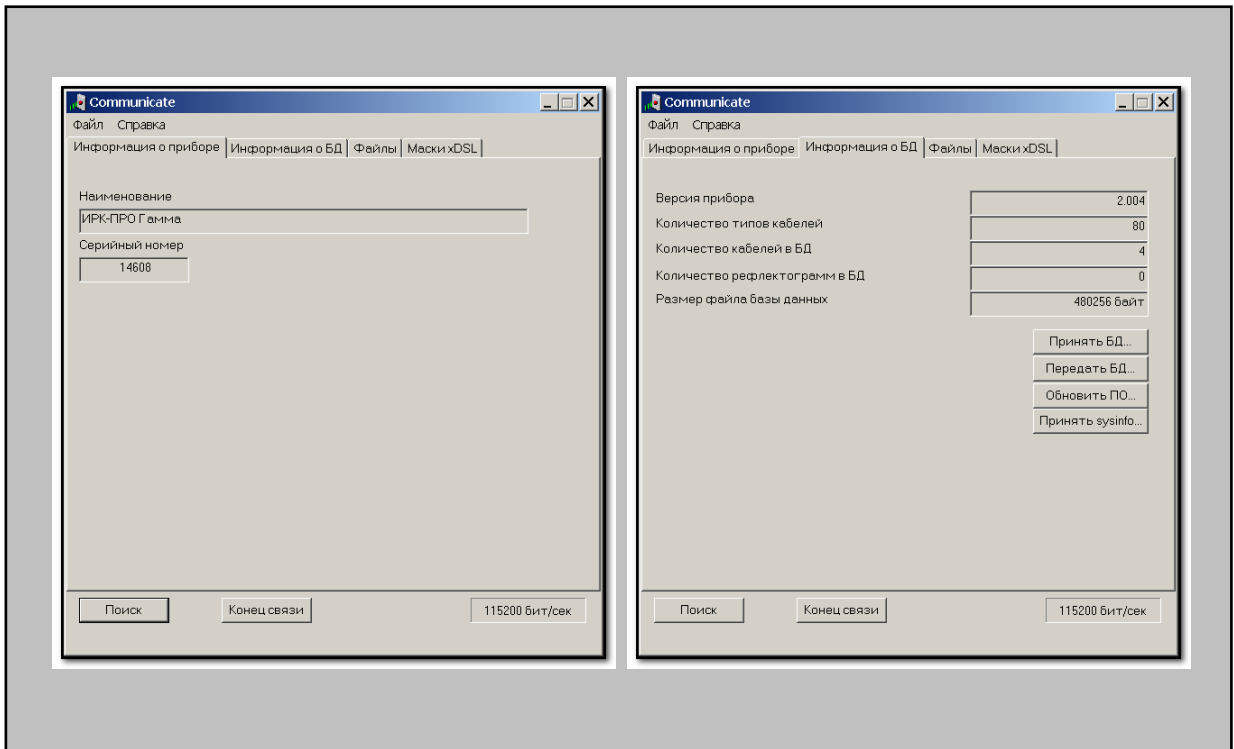 Communicate
Файл Справка
Информация о приборе Информация о БД Файлы Маски xDSL
Наименование
ИРК-ПРО Гамма
Серийный номер
14608
Поиск Конец связи 115200 бит/сек
Communicate
Файл Справка
Информация о приборе Информация о БД Файлы Маски xDSL
Версия прибора 2.004
Количество типов кабелей 80
Количество кабелей в БД 4
Количество рефлектограмм в БД 0
Размер файла базы данных 480256 байт
Принять БД...
Передать БД...
Обновить ПО...
Принять sysinfo...
Поиск Конец связи 115200 бит/сек